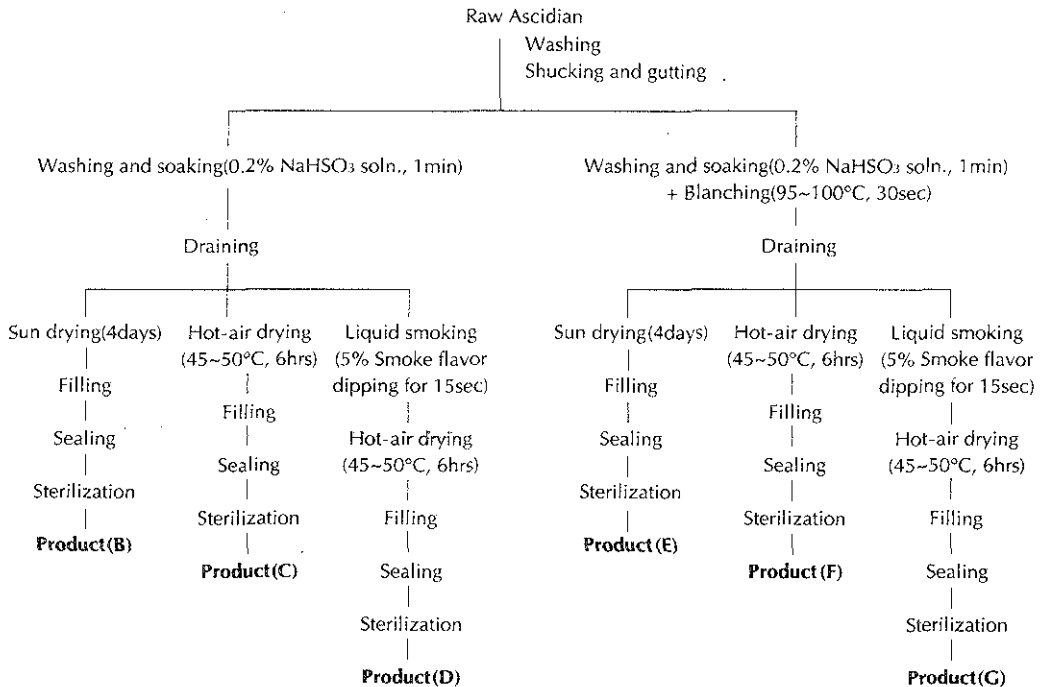 Raw Ascidian
Washing
Shucking and gutting
Washing and soaking(0.2% NaHSO₃ soln., 1min)
Draining
Sun drying(4days)
Filling
Sealing
Sterilization
Product(B)
Hot-air drying
(45~50°C, 6hrs)
Filling
Sealing
Sterilization
Product(C)
Liquid smoking
(5% Smoke flavor
dipping for 15sec)
Hot-air drying
(45~50°C, 6hrs)
Filling
Sealing
Sterilization
Product(D)
Washing and soaking(0.2% NaHSO₃ soln., 1min)
+ Blanching(95~100°C, 30sec)
Draining
Sun drying(4days)
Filling
Sealing
Sterilization
Product(E)
Hot-air drying
(45~50°C, 6hrs)
Filling
Sealing
Sterilization
Product(F)
Liquid smoking
(5% Smoke flavor
dipping for 15sec)
Hot-air drying
(45~50°C, 6hrs)
Filling
Sealing
Sterilization
Product(G)